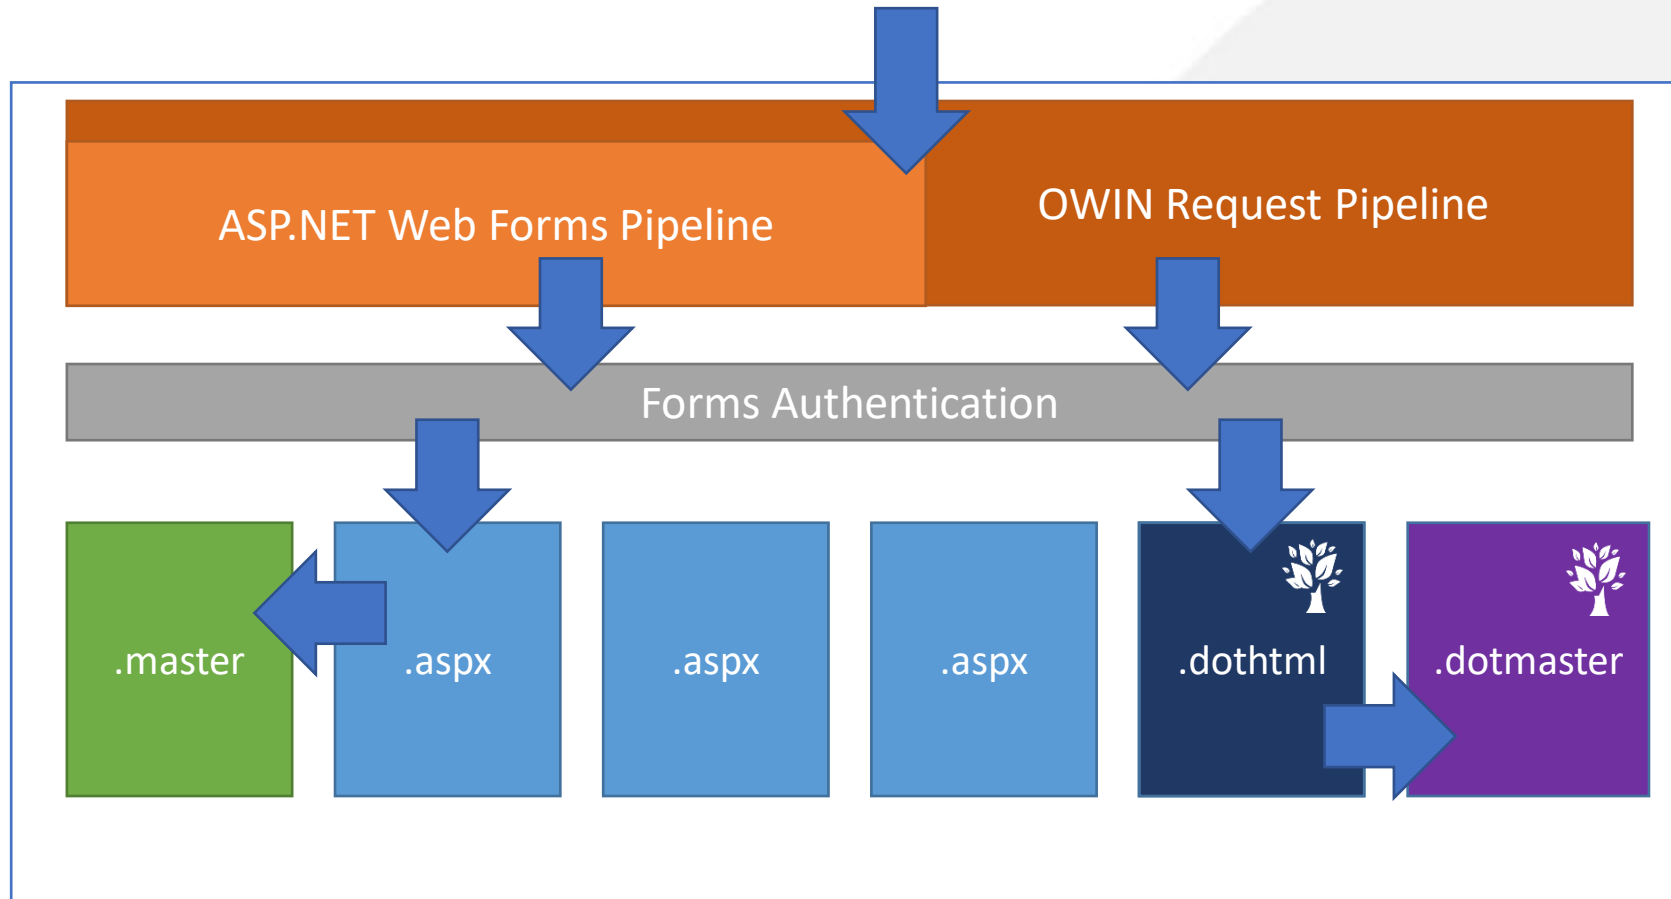 ASP.NET Web Forms Pipeline
OWIN Request Pipeline
Forms Authentication
.master
.aspx
.aspx
.aspx
.dothtml
.dotmaster